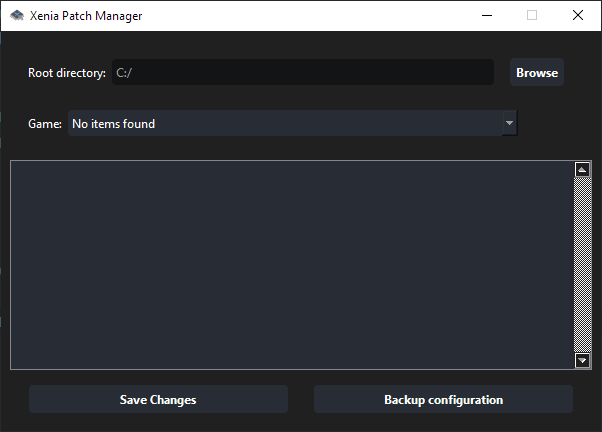 Xenia Patch Manager
Root directory: C:/ Browse
Game: No items found
Save Changes Backup configuration